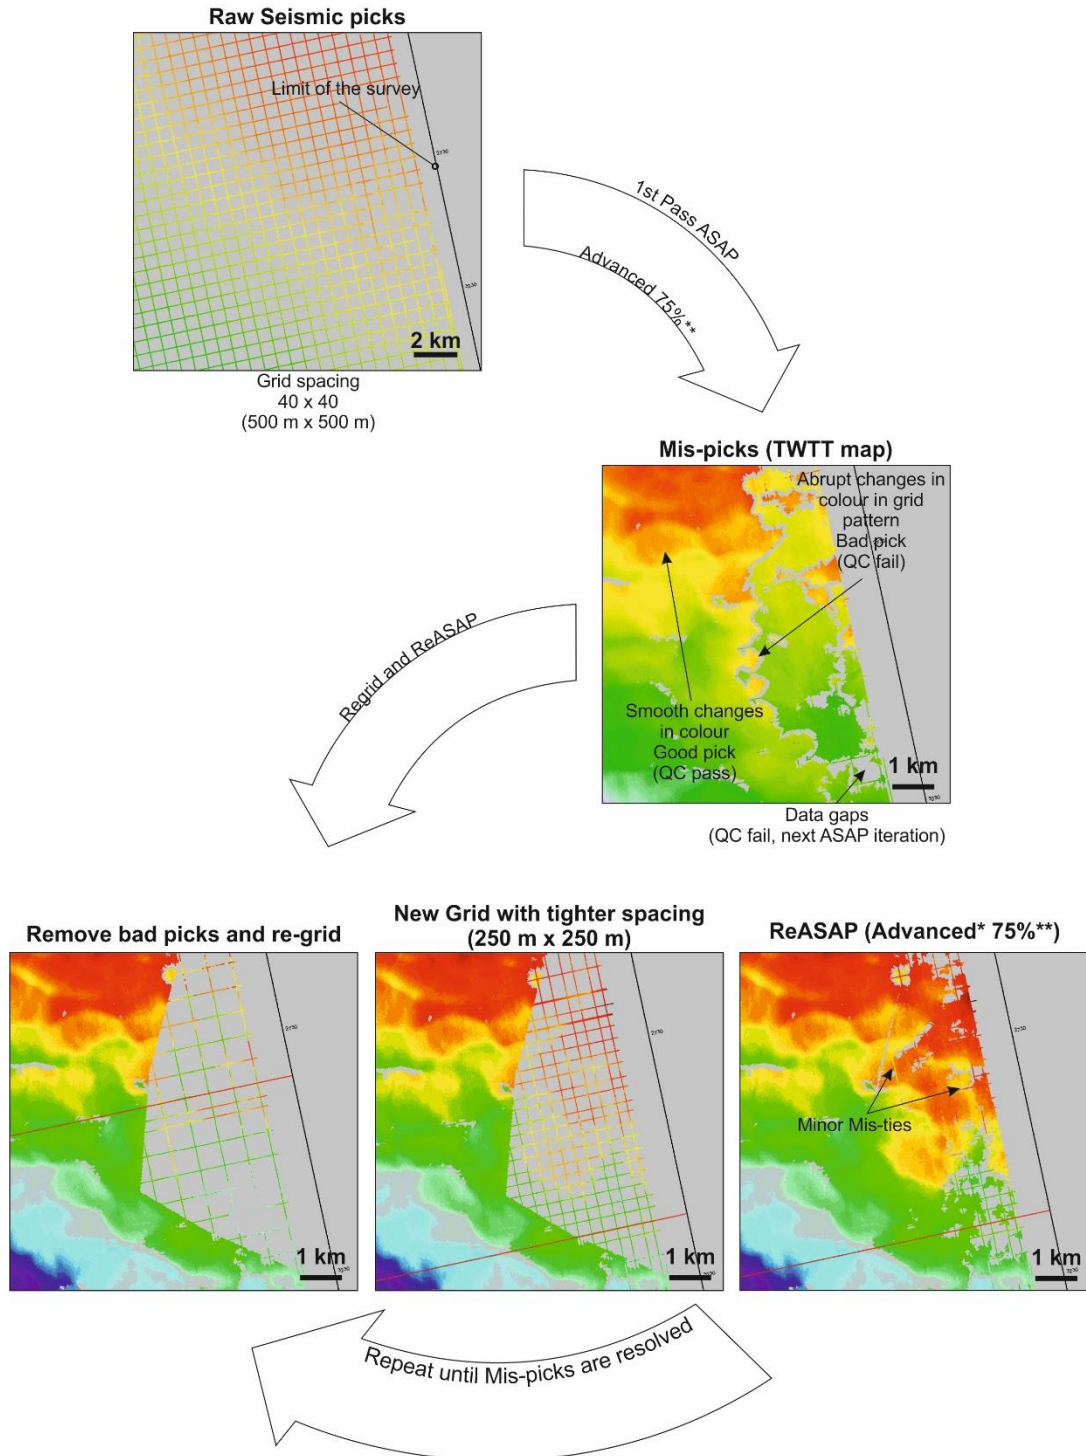 Raw Seismic picks
Limit of the survey
2170
7530
2 km
Grid spacing
40 x 40
(500 m x 500 m)
1st Pass ASAP
Advanced 75%**
Mis-picks (TWTT map)
Abrupt changes in
colour in grid
pattern
Bad pick
(QC fail)
Smooth changes
in colour
Good pick
(QC pass)
1 km
Data gaps
(QC fail, next ASAP iteration)
Regrid and ReASAP
Remove bad picks and re-grid
1 km
New Grid with tighter spacing
(250 m x 250 m)
1 km
ReASAP (Advanced* 75%**)
Minor Mis-ties
1 km
Repeat until Mis-picks are resolved